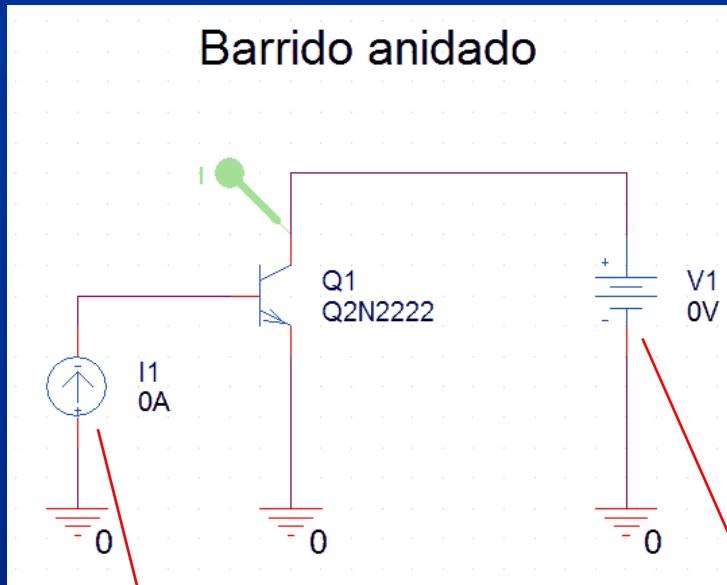 Barrido anidado
I
Q1
Q2N2222
+
-
V1
0V
-
+
I1
0A
0
0
0